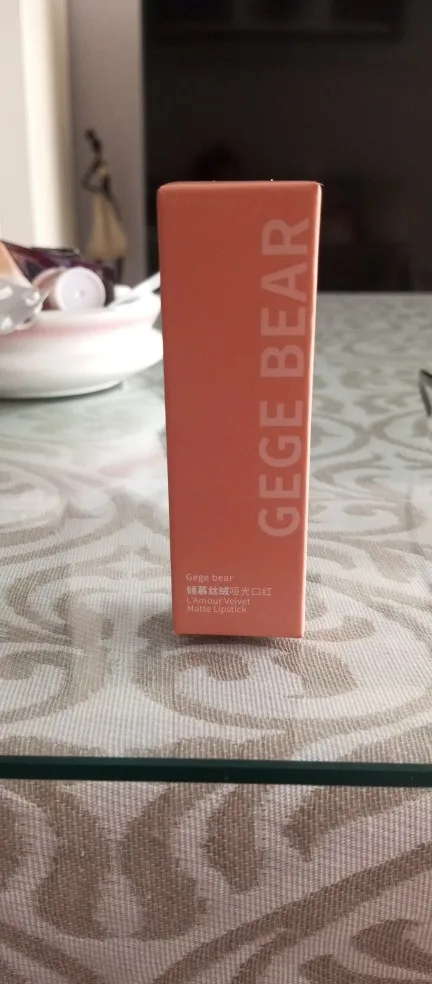 GEGE BEAR
Gege bear
倾慕丝绒哑光口红
L'Amour Velvet
Matte Lipstick